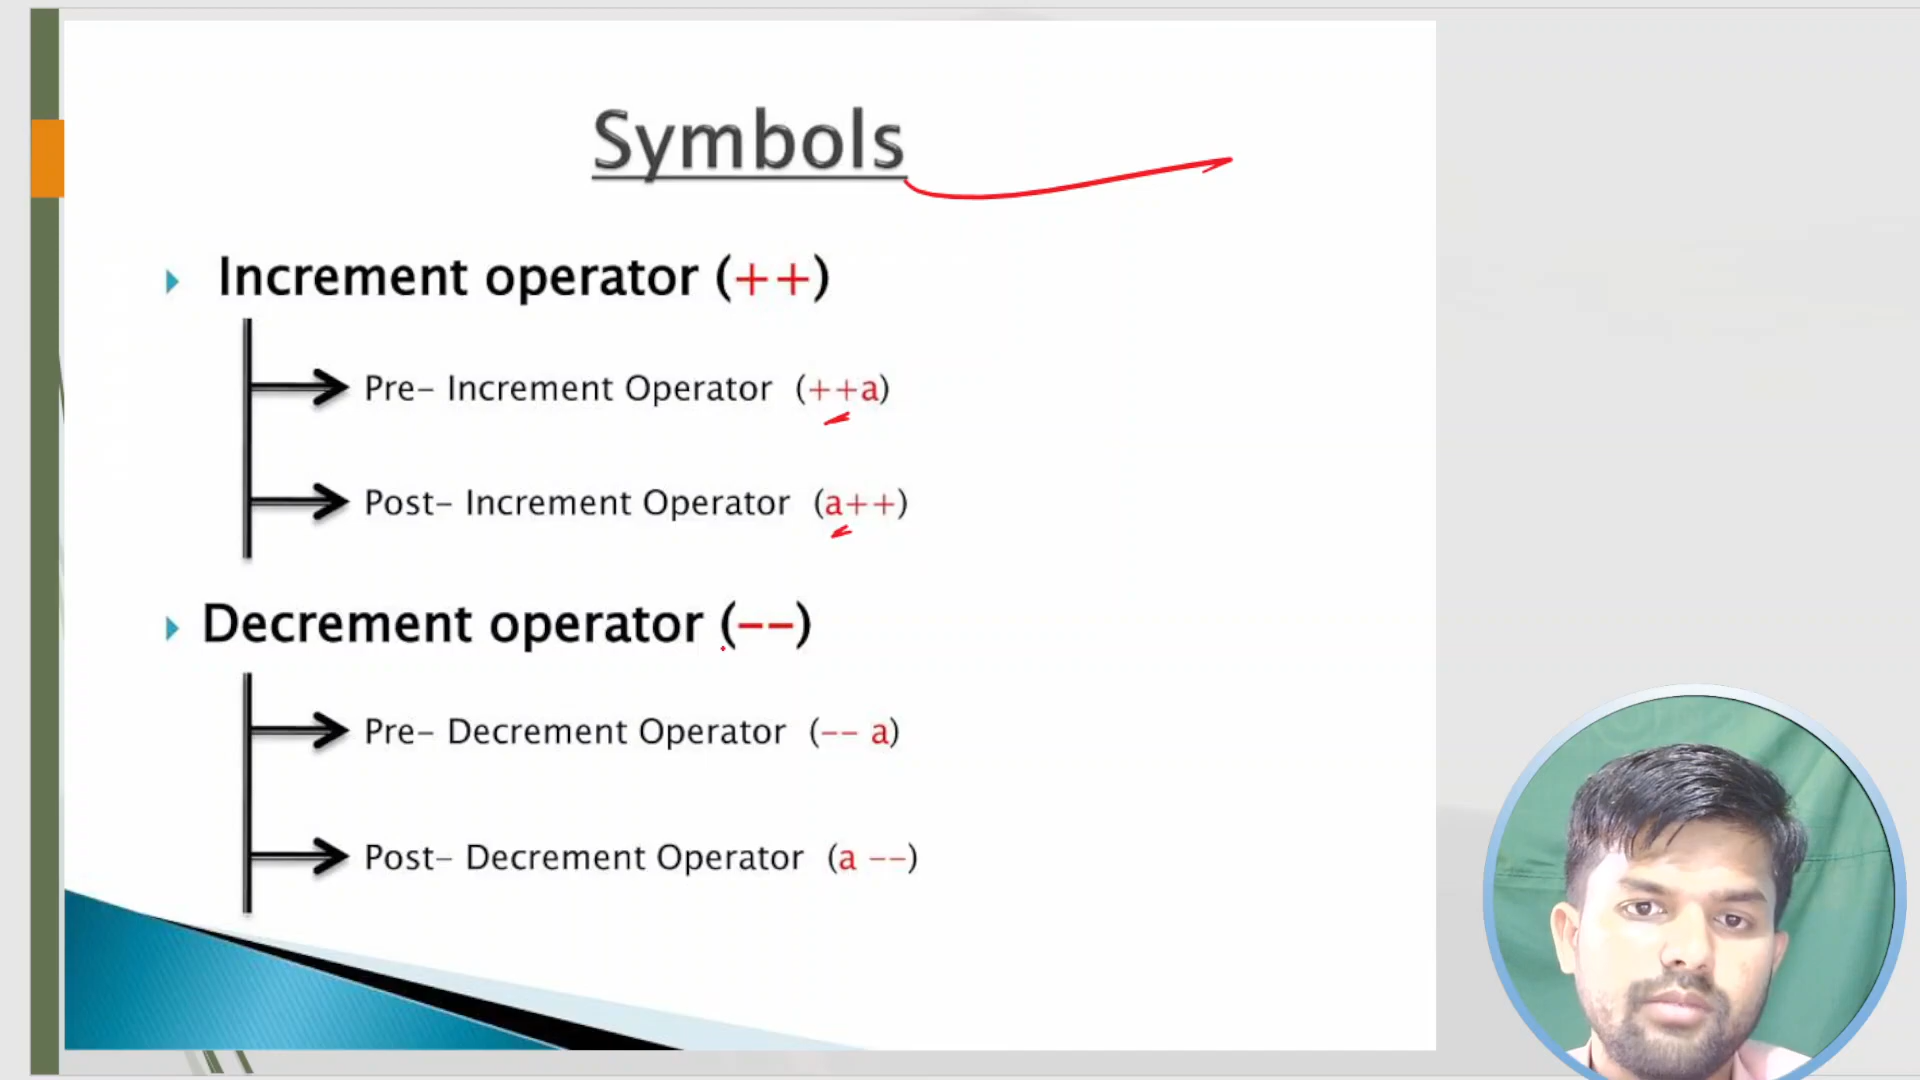 Symbols
Increment operator (++)
Pre- Increment Operator (++a)
Post- Increment Operator (a++)
Decrement operator (--)
Pre- Decrement Operator (-- a)
Post- Decrement Operator (a --)